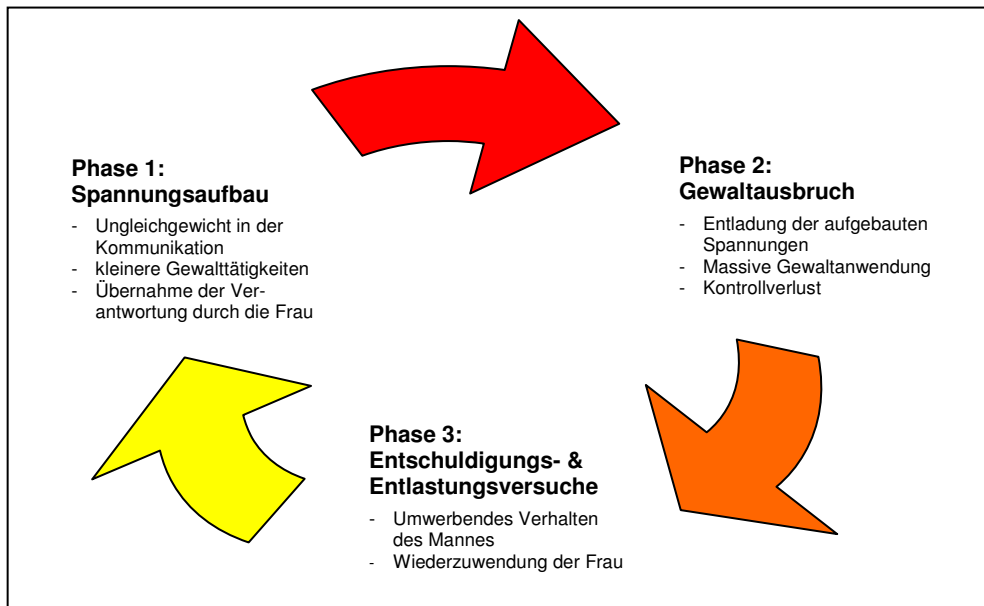 Phase 1:
Spannungsaufbau
- Ungleichgewicht in der
Kommunikation
- kleinere Gewalttätigkeiten
- Übernahme der Ver-
antwortung durch die Frau
Phase 2:
Gewaltausbruch
- Entladung der aufgebauten
Spannungen
- Massive Gewaltanwendung
- Kontrollverlust
Phase 3:
Entschuldigungs- &
Entlastungsversuche
- Umwerbendes Verhalten
des Mannes
- Wiederzuwendung der Frau